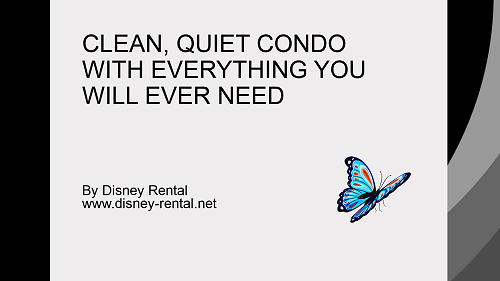 CLEAN, QUIET CONDO
WITH EVERYTHING YOU
WILL EVER NEED
By Disney Rental
www.disney-rental.net